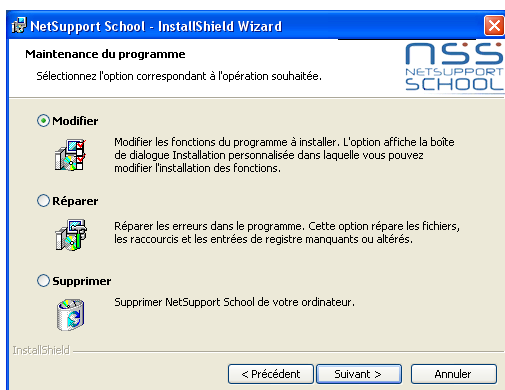 NetSupport School - InstallShield Wizard
Maintenance du programme
Sélectionnez l'option correspondant à l'opération souhaitée.
nss
NETSUPPORT
SCHOOL
Modifier
Modifier les fonctions du programme à installer. L'option affiche la boîte
de dialogue Installation personnalisée dans laquelle vous pouvez
modifier l'installation des fonctions.
Réparer
Réparer les erreurs dans le programme. Cette option répare les fichiers,
les raccourcis et les entrées de registre manquants ou altérés.
Supprimer
Supprimer NetSupport School de votre ordinateur.
InstallShield
< Précédent
Suivant >
Annuler